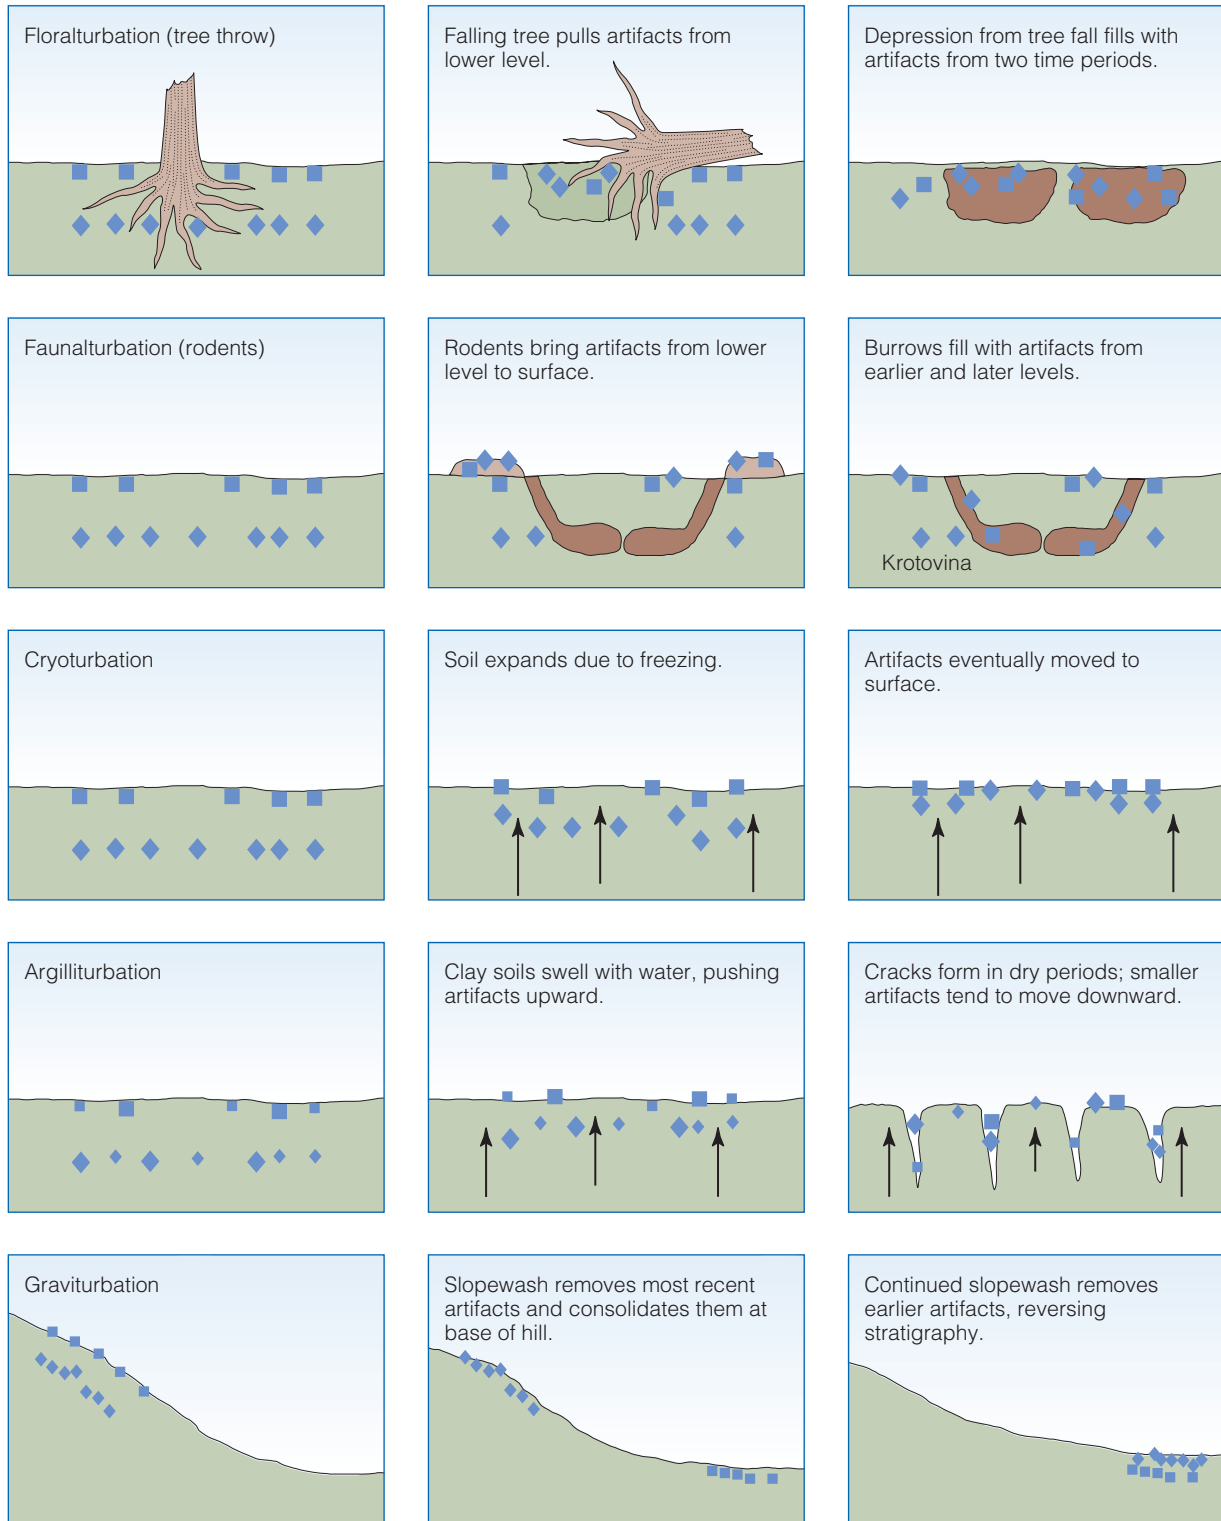 Floralturbation (tree throw)
Falling tree pulls artifacts from
lower level.
Depression from tree fall fills with
artifacts from two time periods.
Faunalturbation (rodents)
Rodents bring artifacts from lower
level to surface.
Burrows fill with artifacts from
earlier and later levels.
Krotovina
Cryoturbation
Soil expands due to freezing.
Artifacts eventually moved to
surface.
Argilliturbation
Clay soils swell with water, pushing
artifacts upward.
Cracks form in dry periods; smaller
artifacts tend to move downward.
Graviturbation
Slopewash removes most recent
artifacts and consolidates them at
base of hill.
Continued slopewash removes
earlier artifacts, reversing
stratigraphy.